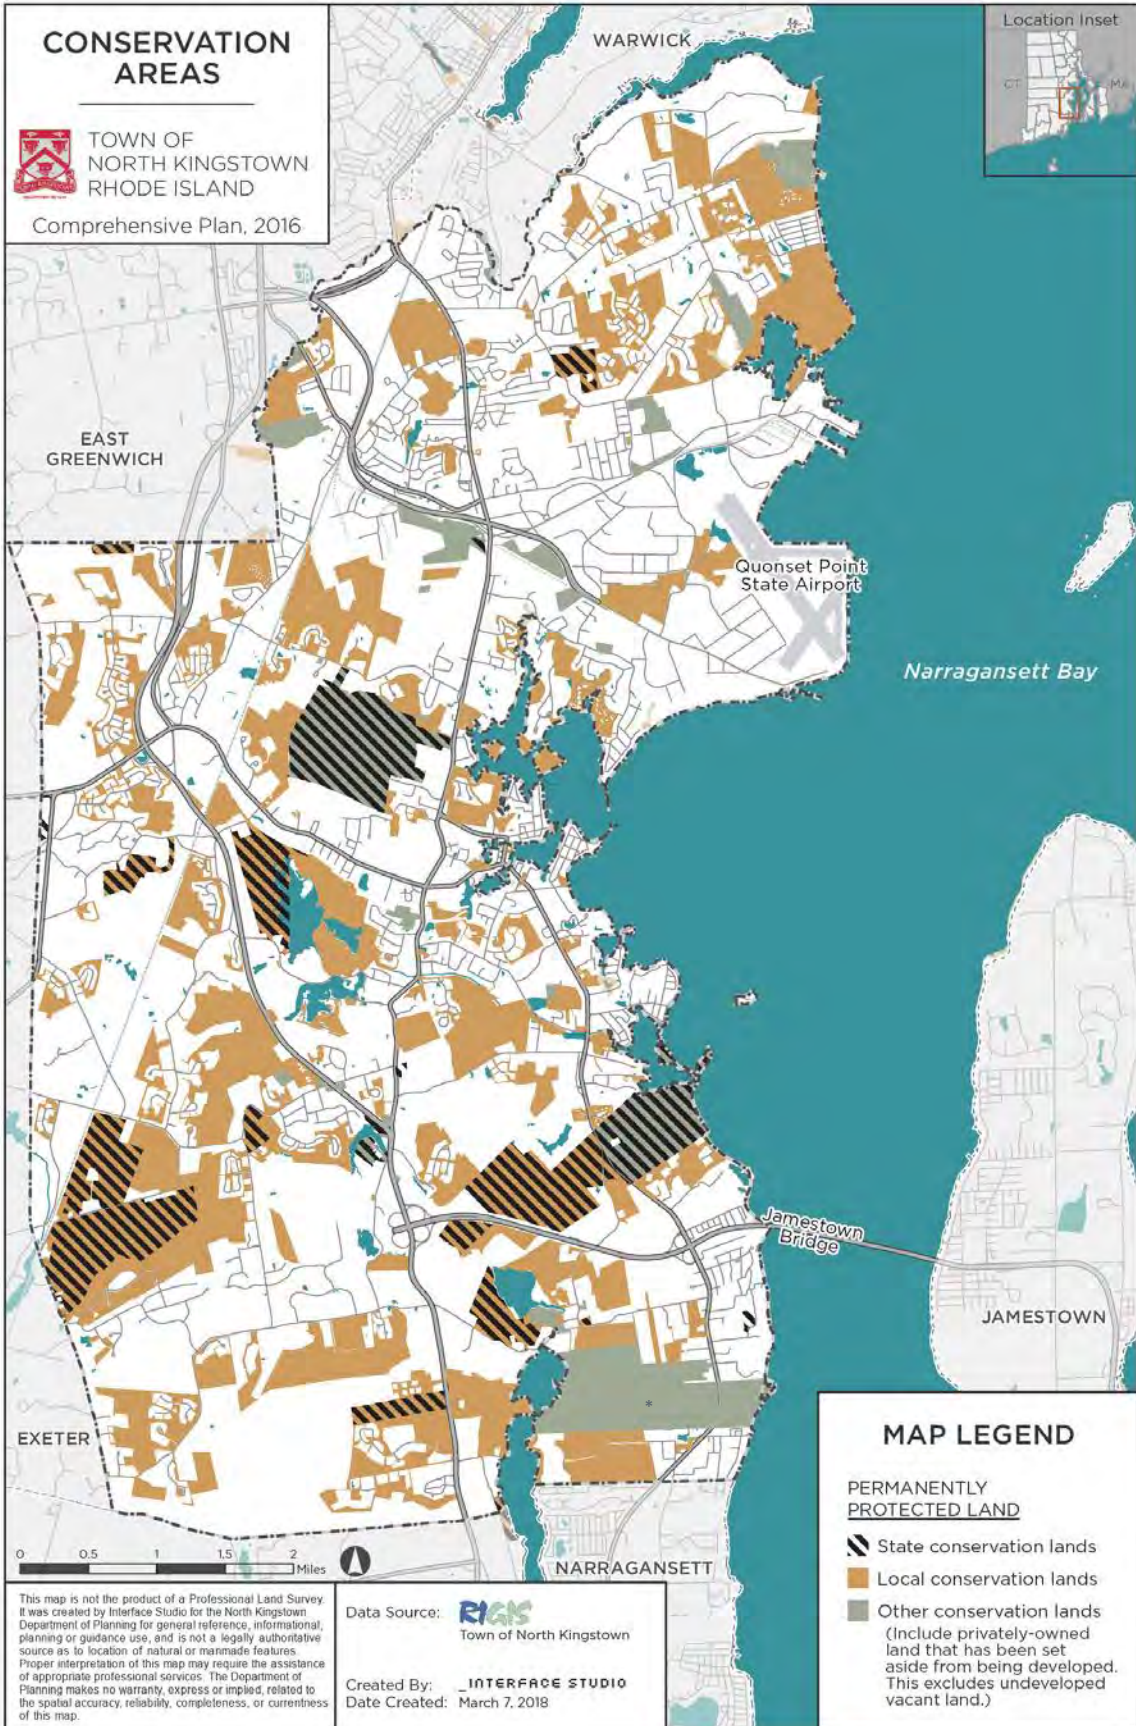 CONSERVATION
AREAS
TOWN OF
NORTH KINGSTOWN
RHODE ISLAND
Comprehensive Plan, 2016
WARWICK
Location Inset
CT
MA
EAST
GREENWICH
Quonset Point
State Airport
Narragansett Bay
Jamestown
Bridge
JAMESTOWN
EXETER
*
NARRAGANSETT
0 0.5 1 1.5 2
Miles
MAP LEGEND
PERMANENTLY
PROTECTED LAND
State conservation lands
Local conservation lands
Other conservation lands
(Include privately-owned
land that has been set
aside from being developed.
This excludes undeveloped
vacant land.)
This map is not the product of a Professional Land Survey.
It was created by Interface Studio for the North Kingstown
Department of Planning for general reference, informational,
planning or guidance use, and is not a legally authoritative
source as to location of natural or manmade features.
Proper interpretation of this map may require the assistance
of appropriate professional services. The Department of
Planning makes no warranty, express or implied, related to
the spatial accuracy, reliability, completeness, or currentness
of this map.
Data Source: RIGIS
Town of North Kingstown
Created By: _INTERFACE STUDIO
Date Created: March 7, 2018